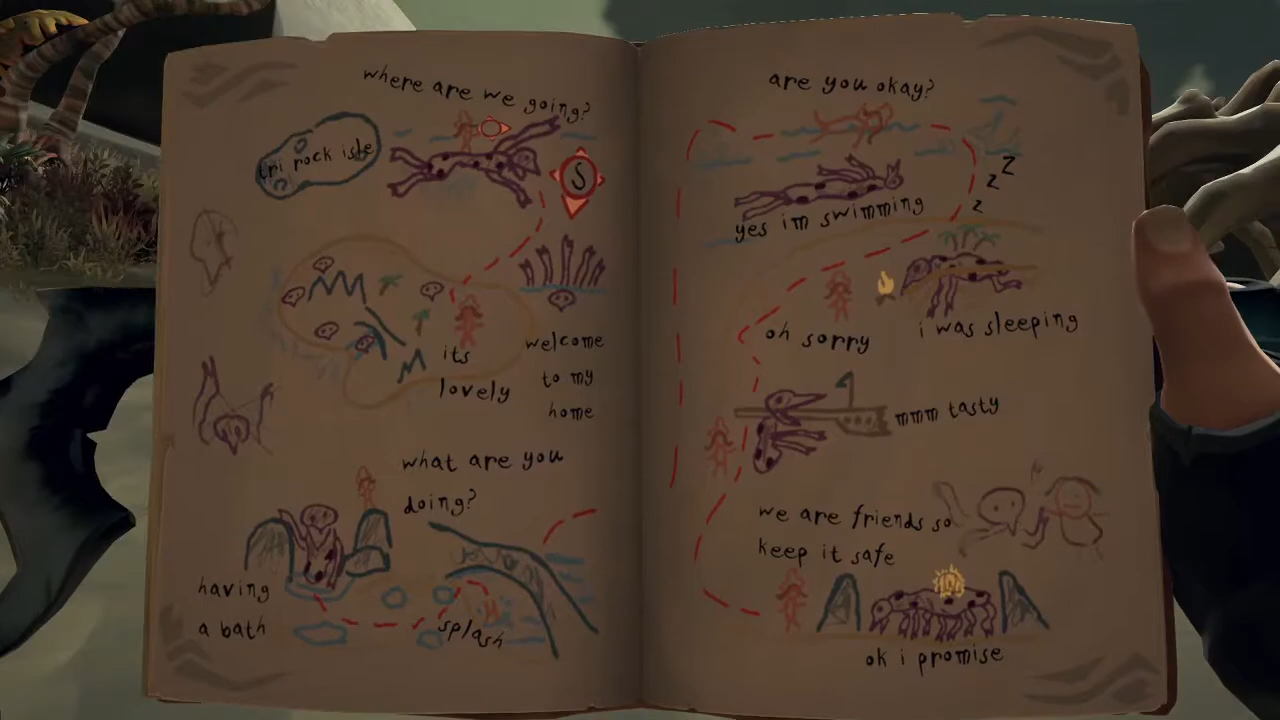 where are we going?
tri rock isle
S
its
lovely
welcome
to my
home
what are you
doing?
having
a bath
splash
are you okay?
z
z
z
yes im swimming
oh sorry
i was sleeping
mmm tasty
we are friends so
keep it safe
ok i promise